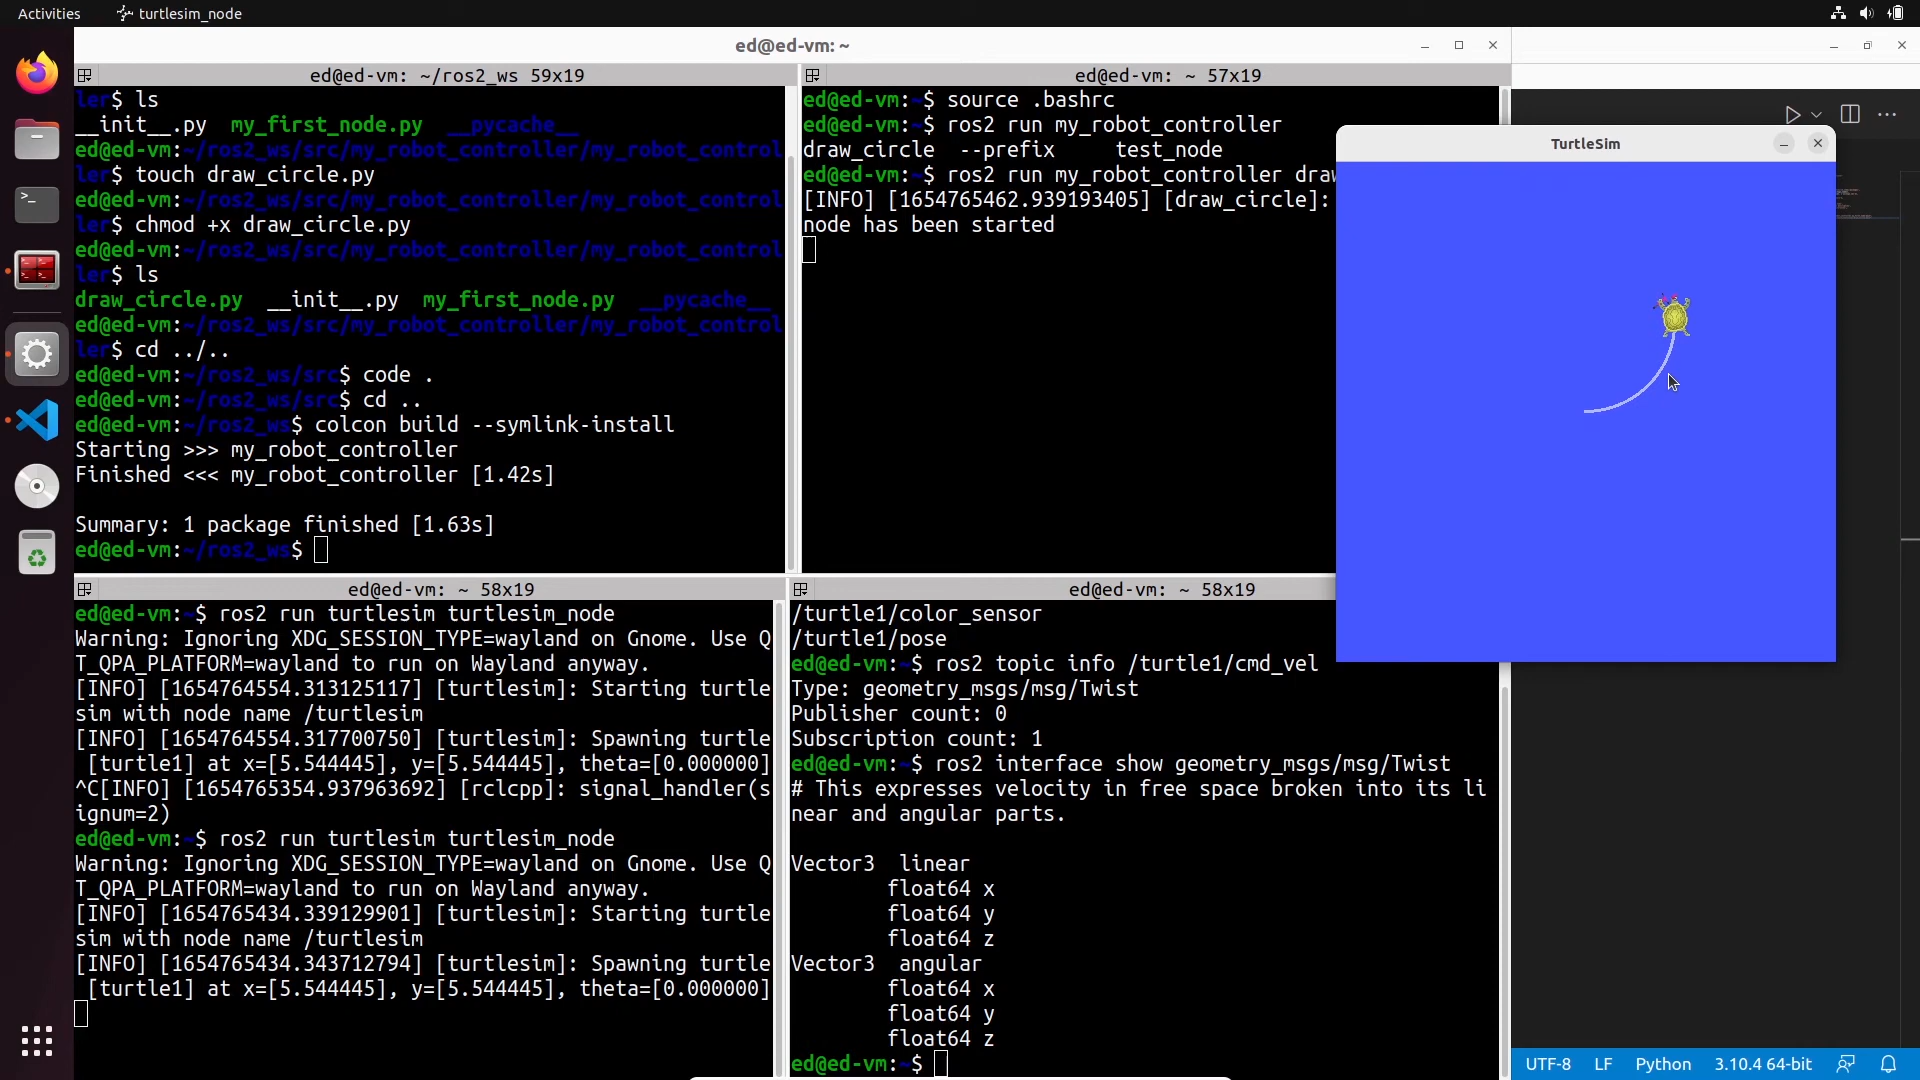 Activities
turtlesim_node
ed@ed-vm: ~
ed@ed-vm: ~/ros2_ws 59x19
ler$ ls
__init__.py  my_first_node.py  __pycache__
ed@ed-vm:~/ros2_ws/src/my_robot_controller/my_robot_control
ler$ touch draw_circle.py
ed@ed-vm:~/ros2_ws/src/my_robot_controller/my_robot_control
ler$ chmod +x draw_circle.py
ed@ed-vm:~/ros2_ws/src/my_robot_controller/my_robot_control
ler$ ls
draw_circle.py  __init__.py  my_first_node.py  __pycache__
ed@ed-vm:~/ros2_ws/src/my_robot_controller/my_robot_control
ler$ cd ../..
ed@ed-vm:~/ros2_ws/src$ code .
ed@ed-vm:~/ros2_ws/src$ cd ..
ed@ed-vm:~/ros2_ws$ colcon build --symlink-install
Starting >>> my_robot_controller
Finished <<< my_robot_controller [1.42s]
Summary: 1 package finished [1.63s]
ed@ed-vm:~/ros2_ws$
ed@ed-vm: ~ 57x19
ed@ed-vm:~$ source .bashrc
ed@ed-vm:~$ ros2 run my_robot_controller
draw_circle  --prefix     test_node
ed@ed-vm:~$ ros2 run my_robot_controller draw
[INFO] [1654765462.939193405] [draw_circle]:
node has been started
TurtleSim
ed@ed-vm: ~ 58x19
ed@ed-vm:~$ ros2 run turtlesim turtlesim_node
Warning: Ignoring XDG_SESSION_TYPE=wayland on Gnome. Use Q
T_QPA_PLATFORM=wayland to run on Wayland anyway.
[INFO] [1654764554.313125117] [turtlesim]: Starting turtle
sim with node name /turtlesim
[INFO] [1654764554.317700750] [turtlesim]: Spawning turtle
[turtle1] at x=[5.544445], y=[5.544445], theta=[0.000000]
^C[INFO] [1654765354.937963692] [rclcpp]: signal_handler(s
ignum=2)
ed@ed-vm:~$ ros2 run turtlesim turtlesim_node
Warning: Ignoring XDG_SESSION_TYPE=wayland on Gnome. Use Q
T_QPA_PLATFORM=wayland to run on Wayland anyway.
[INFO] [1654765434.339129901] [turtlesim]: Starting turtle
sim with node name /turtlesim
[INFO] [1654765434.343712794] [turtlesim]: Spawning turtle
[turtle1] at x=[5.544445], y=[5.544445], theta=[0.000000]
ed@ed-vm: ~ 58x19
/turtle1/color_sensor
/turtle1/pose
ed@ed-vm:~$ ros2 topic info /turtle1/cmd_vel
Type: geometry_msgs/msg/Twist
Publisher count: 0
Subscription count: 1
ed@ed-vm:~$ ros2 interface show geometry_msgs/msg/Twist
# This expresses velocity in free space broken into its li
near and angular parts.
Vector3  linear
float64 x
float64 y
float64 z
Vector3  angular
float64 x
float64 y
float64 z
ed@ed-vm:~$
UTF-8  LF  Python  3.10.4 64-bit